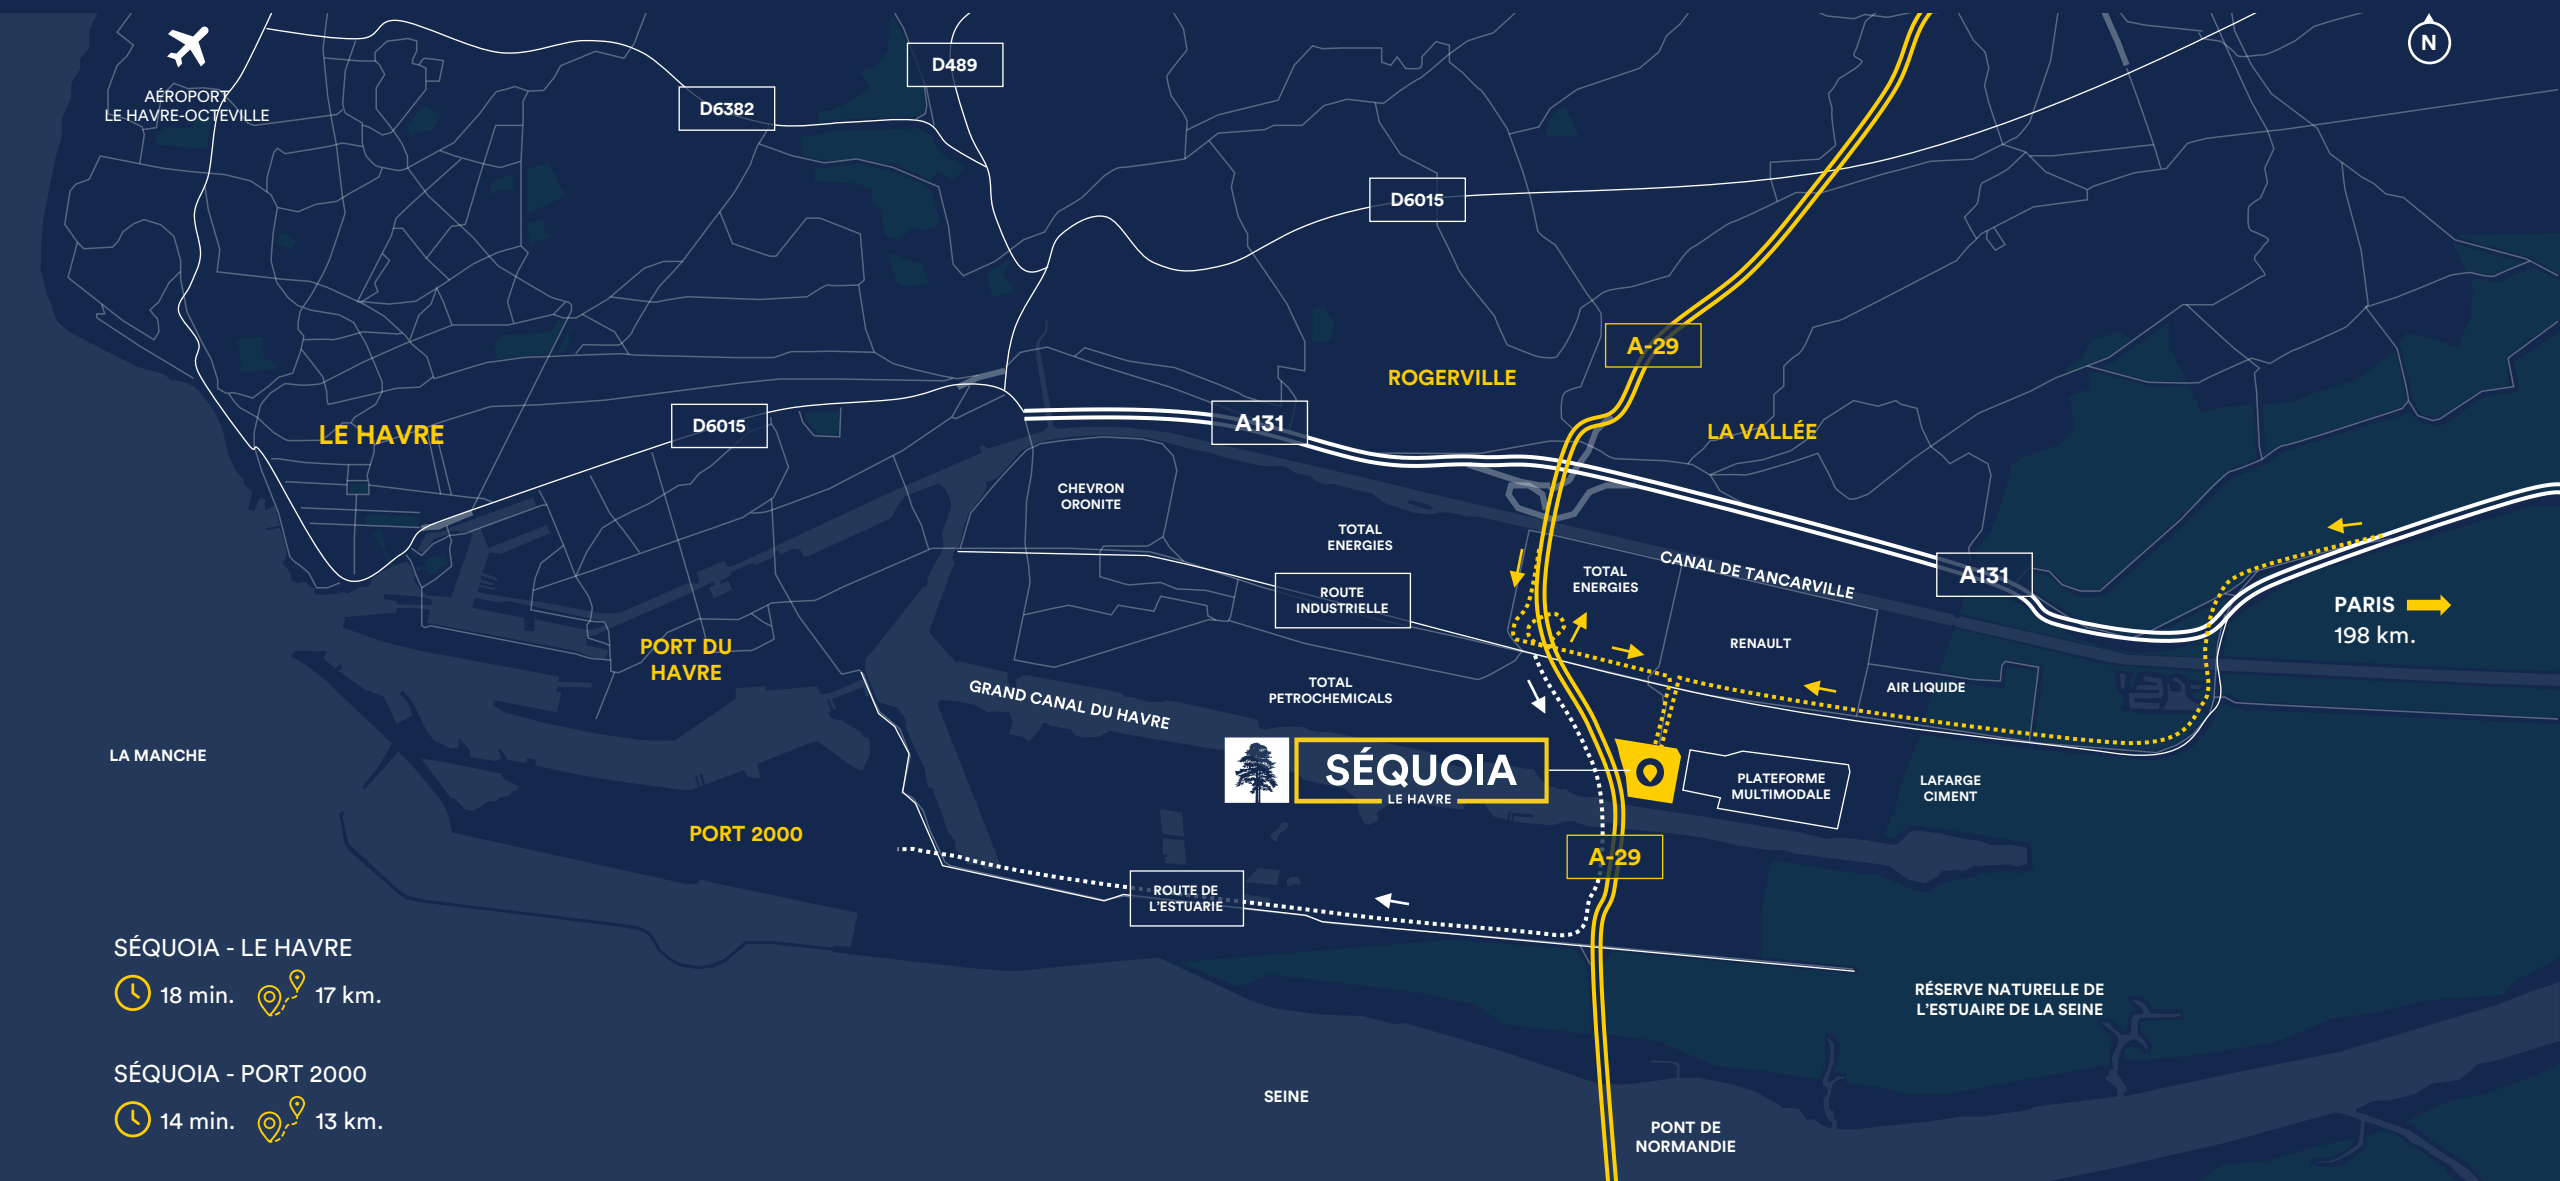 N
D489
AÉROPORT
LE HAVRE-OCTEVILLE
D6382
D6015
A-29
ROGERVILLE
A131
LE HAVRE
D6015
LA VALLÉE
CHEVRON
ORONITE
TOTAL
ENERGIES
CANAL DE TANCARVILLE
TOTAL
ENERGIES
A131
ROUTE
INDUSTRIELLE
PARIS
198 km.
PORT DU
HAVRE
RENAULT
GRAND CANAL DU HAVRE
TOTAL
PETROCHEMICALS
AIR LIQUIDE
LA MANCHE
SÉQUOIA
LE HAVRE
PLATEFORME
MULTIMODALE
LAFARGE
CIMENT
PORT 2000
A-29
ROUTE DE
L'ESTUARIE
SÉQUOIA - LE HAVRE
18 min.
17 km.
RÉSERVE NATURELLE DE
L'ESTUAIRE DE LA SEINE
SÉQUOIA - PORT 2000
14 min.
13 km.
SEINE
PONT DE
NORMANDIE